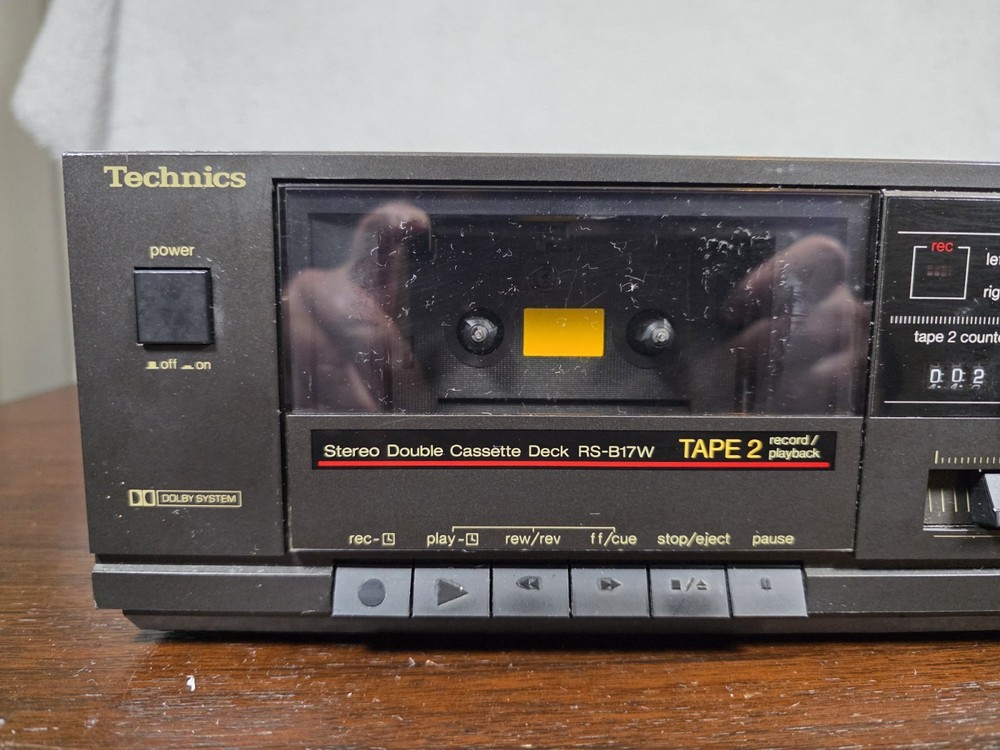 Technics
power
off on
DOLBY SYSTEM
Stereo Double Cassette Deck RS-B17W TAPE 2 record/
playback
rec- play- rew/rev ff/cue stop/eject pause
rec
tape 2
002